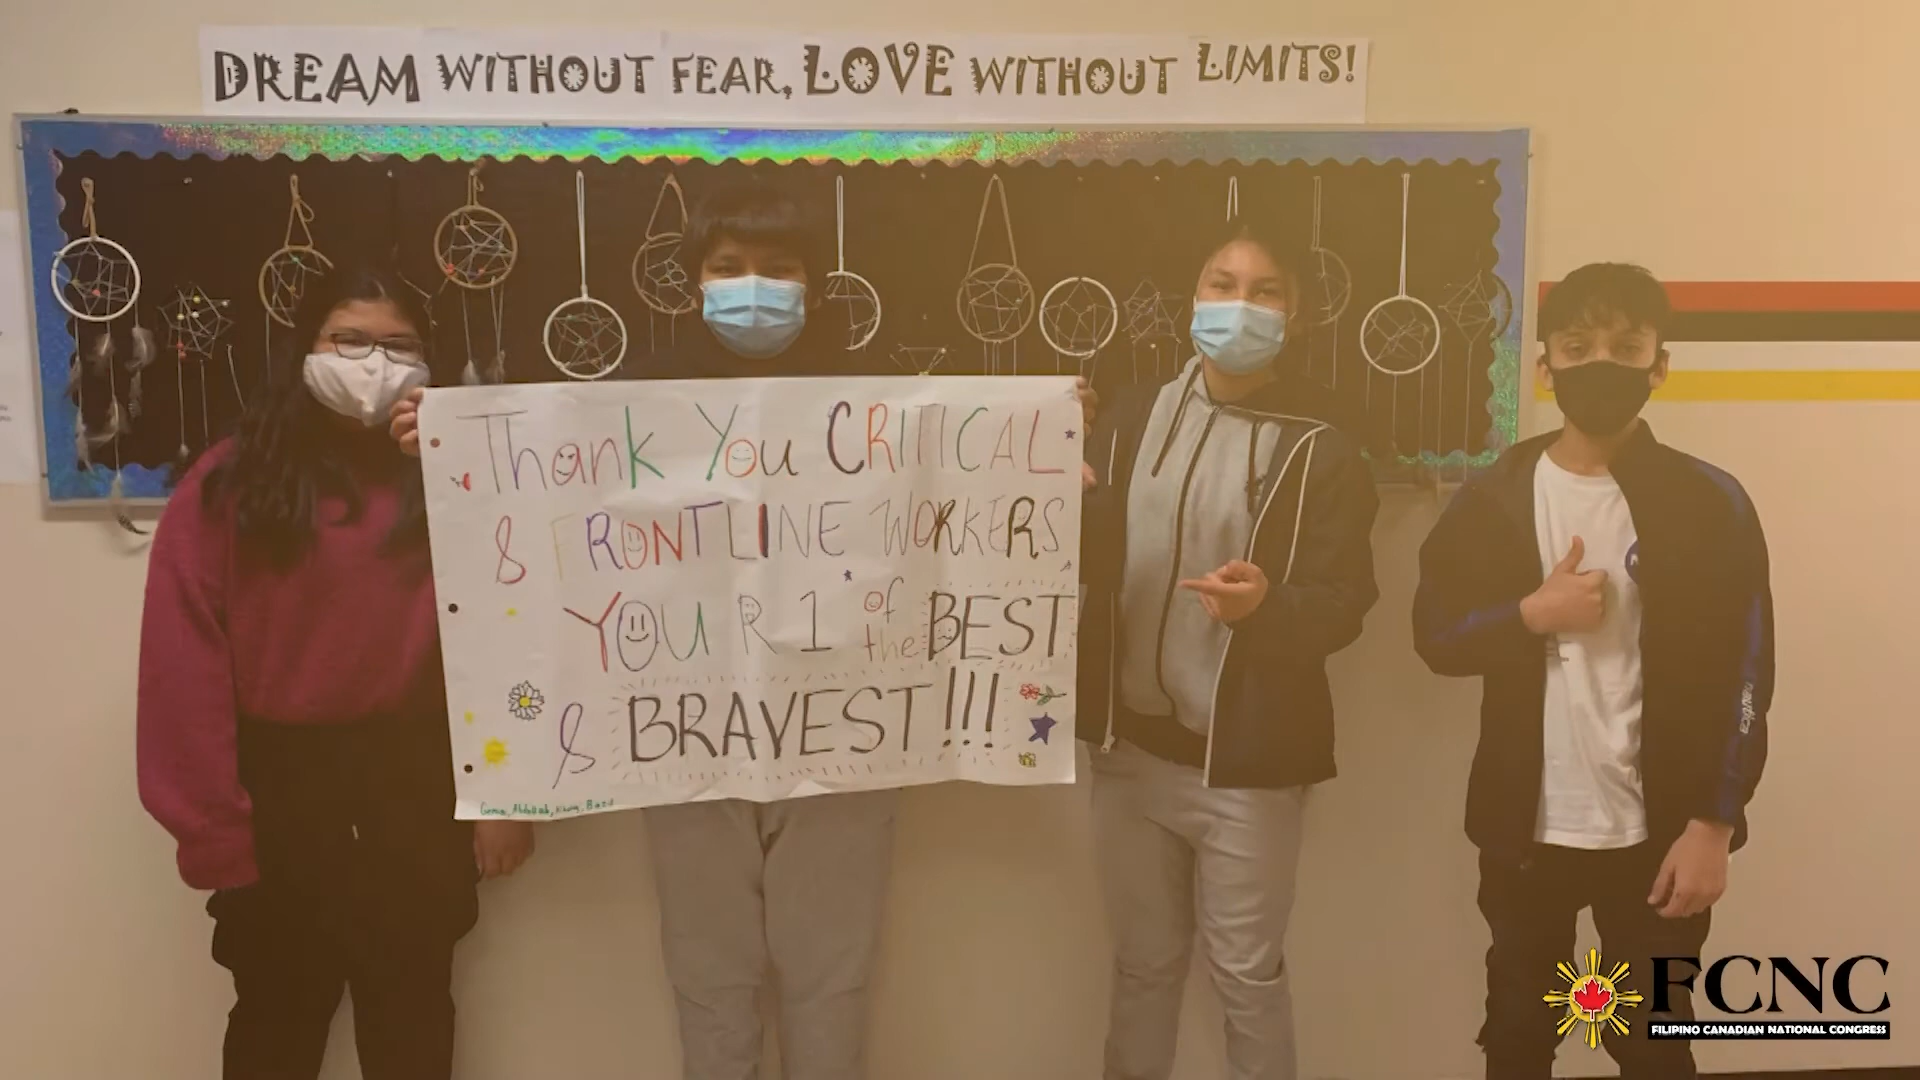 DREAM WITHOUT FEAR, LOVE WITHOUT LIMITS!
Thank You CRITICAL
& FRONTLINE WORKERS
YOU R 1 of the BEST
& BRAVEST!!!
nautica
FCNC
FILIPINO CANADIAN NATIONAL CONGRESS